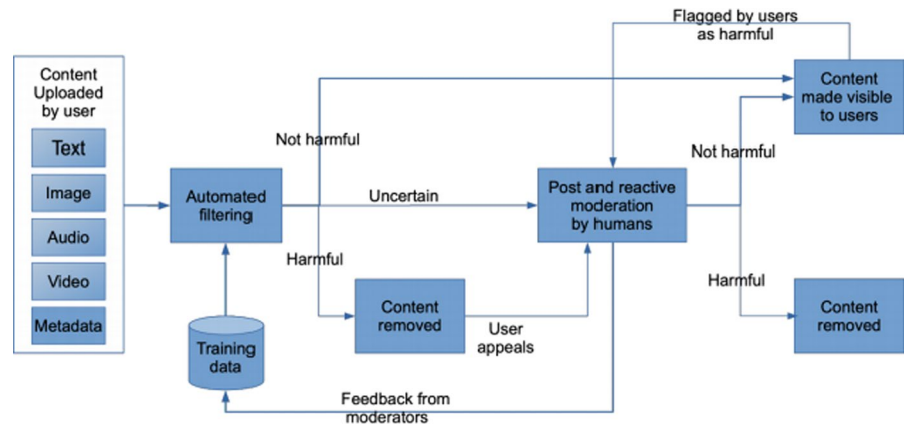 Flagged by users
as harmful
Content
Uploaded
by user
Text
Image
Audio
Video
Metadata
Automated
filtering
Not harmful
Uncertain
Harmful
Content
removed
User
appeals
Training
data
Feedback from
moderators
Post and reactive
moderation
by humans
Not harmful
Harmful
Content
made visible
to users
Content
removed